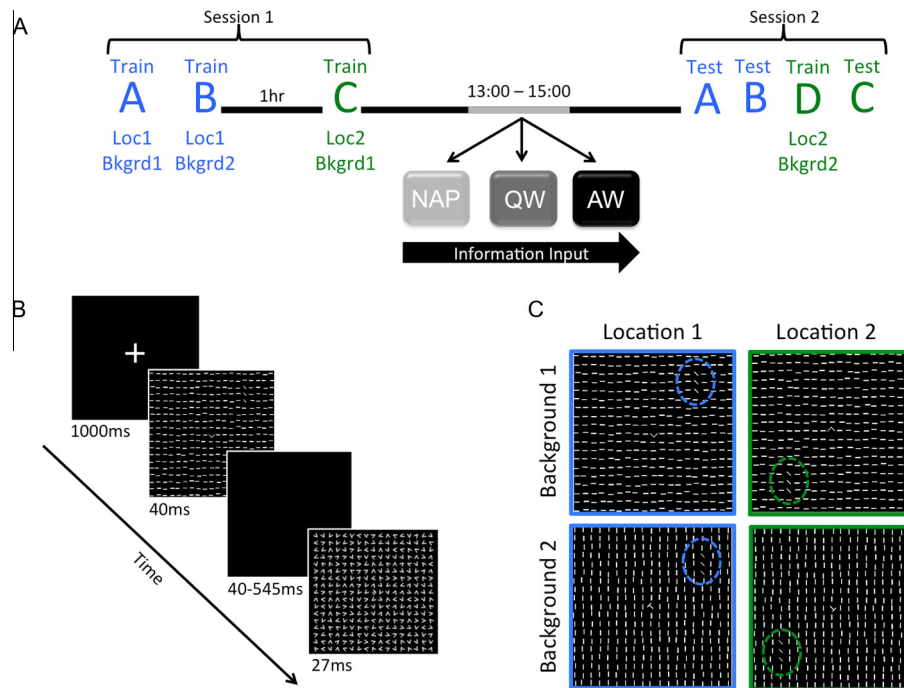 A
Session 1
Session 2
Train Train Train
A B C
1hr
13:00 – 15:00
Test Test Train Test
A B D C
Loc1 Loc1 Loc2
Bkgrd1 Bkgrd2 Bkgrd1
Loc2
Bkgrd2
NAP QW AW
Information Input
B
1000ms
40ms
40-545ms
27ms
Time
C
Location 1 Location 2
Background 1
Background 2